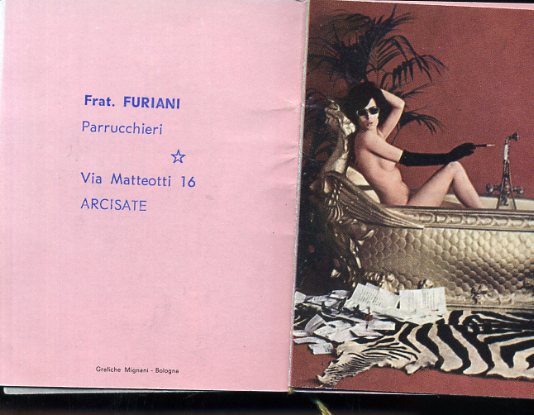 Frat. FURIANI
Parrucchieri
Via Matteotti 16
ARCISATE
Grafiche Mignani - Bologna